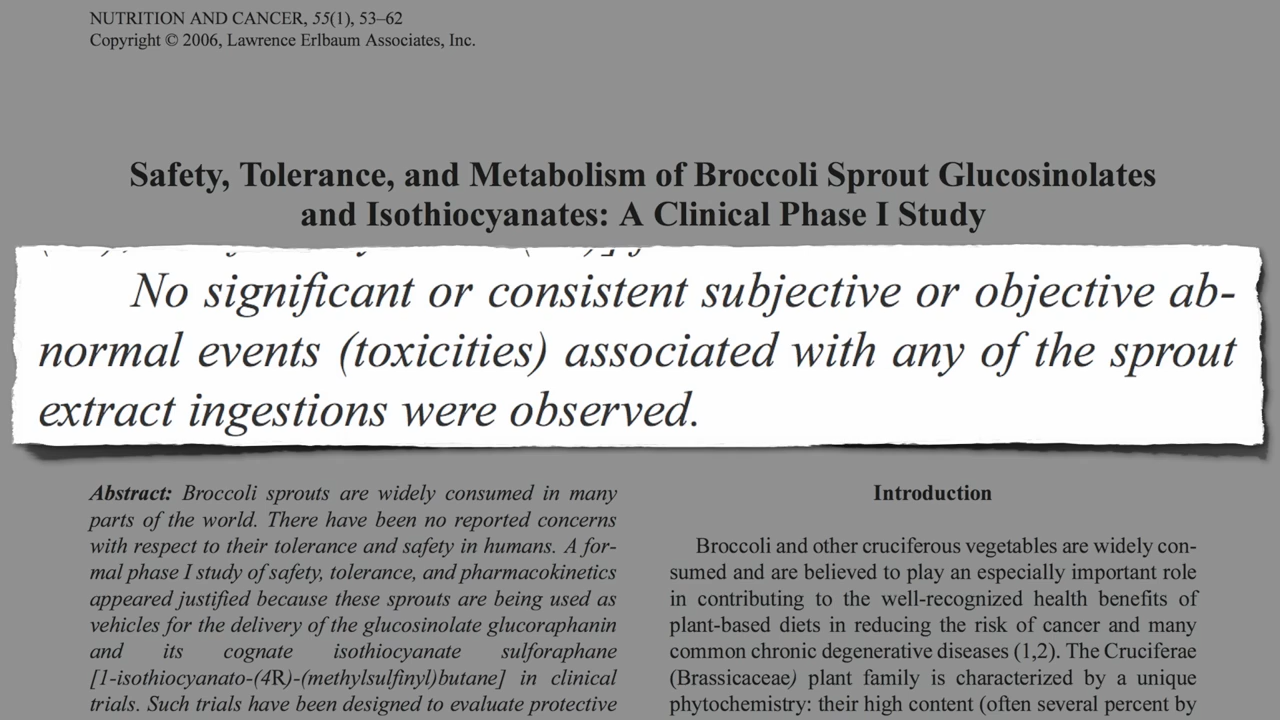 NUTRITION AND CANCER, 55(1), 53–62
Copyright © 2006, Lawrence Erlbaum Associates, Inc.
Safety, Tolerance, and Metabolism of Broccoli Sprout Glucosinolates
and Isothiocyanates: A Clinical Phase I Study
No significant or consistent subjective or objective ab-
normal events (toxicities) associated with any of the sprout
extract ingestions were observed.
Abstract: Broccoli sprouts are widely consumed in many
parts of the world. There have been no reported concerns
with respect to their tolerance and safety in humans. A for-
mal phase I study of safety, tolerance, and pharmacokinetics
appeared justified because these sprouts are being used as
vehicles for the delivery of the glucosinolate glucoraphanin
and its cognate isothiocyanate sulforaphane
[1-isothiocyanato-(4R)-(methylsulfinyl)butane] in clinical
trials. Such trials have been designed to evaluate protective
Introduction
Broccoli and other cruciferous vegetables are widely con-
sumed and are believed to play an especially important role
in contributing to the well-recognized health benefits of
plant-based diets in reducing the risk of cancer and many
common chronic degenerative diseases (1,2). The Cruciferae
(Brassicaceae) plant family is characterized by a unique
phytochemistry: their high content (often several percent by